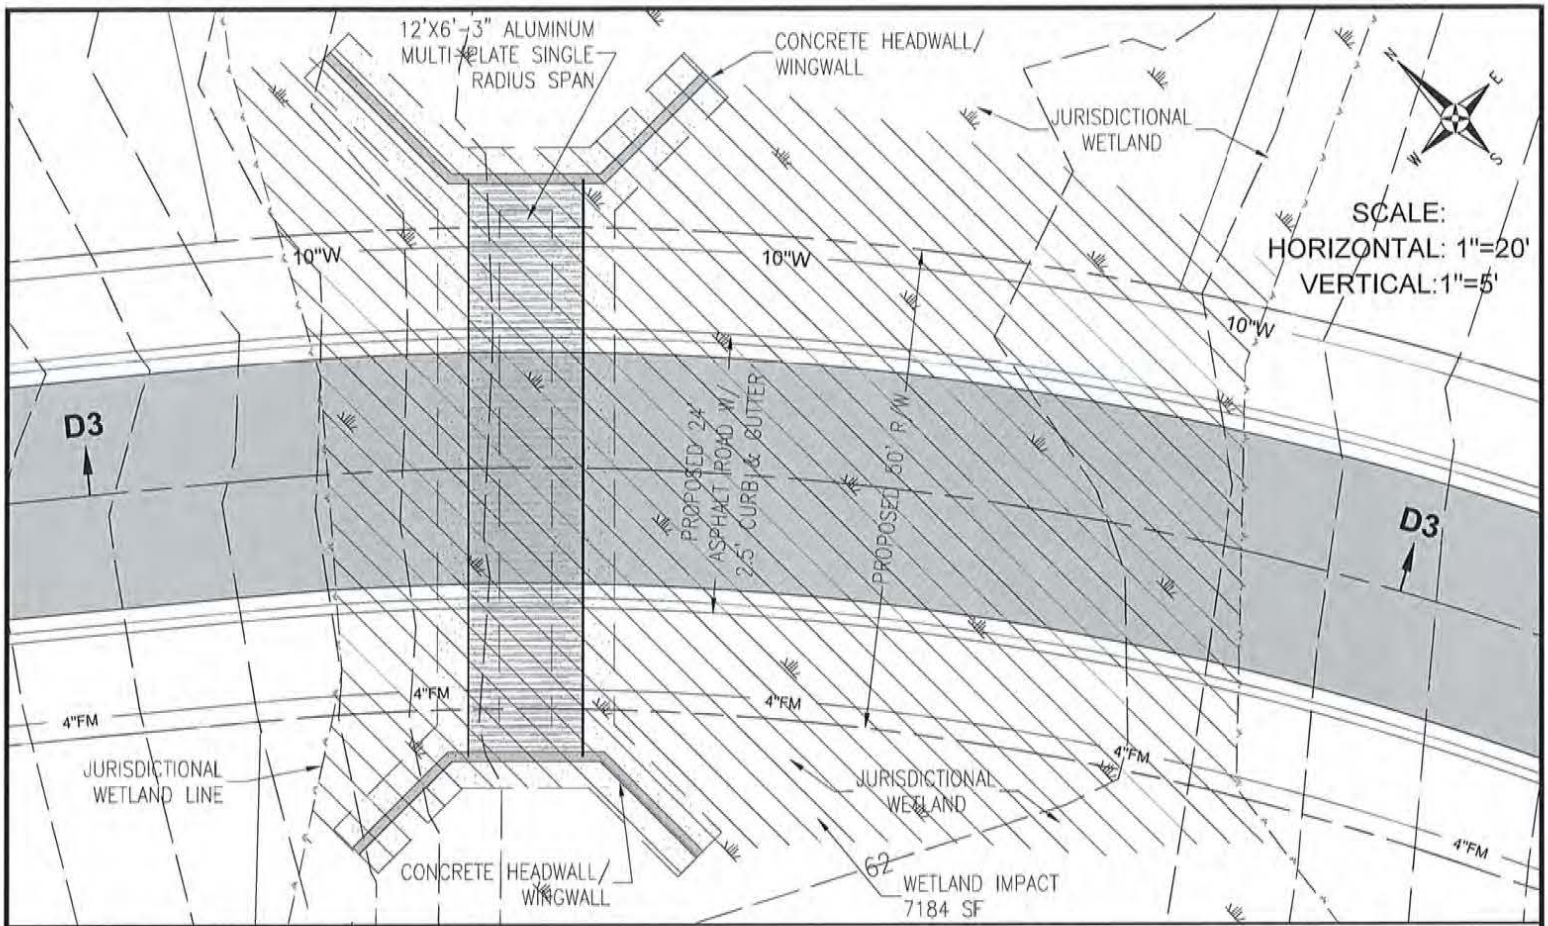 12'X6'-3" ALUMINUM
MULTI-PLATE SINGLE
RADIUS SPAN
CONCRETE HEADWALL/
WINGWALL
JURISDICTIONAL
WETLAND
N
E
W
S
SCALE:
HORIZONTAL: 1"=20'
VERTICAL:1"=5'
10"W
10"W
10"W
D3
PROPOSED 24'
ASPHALT ROAD W/
2.5' CURB & GUTTER
PROPOSED 50' R/W
D3
4"FM
4"FM
4"FM
4"FM
4"FM
JURISDICTIONAL
WETLAND LINE
JURISDICTIONAL
WETLAND
CONCRETE HEADWALL/
WINGWALL
62
WETLAND IMPACT
7184 SF